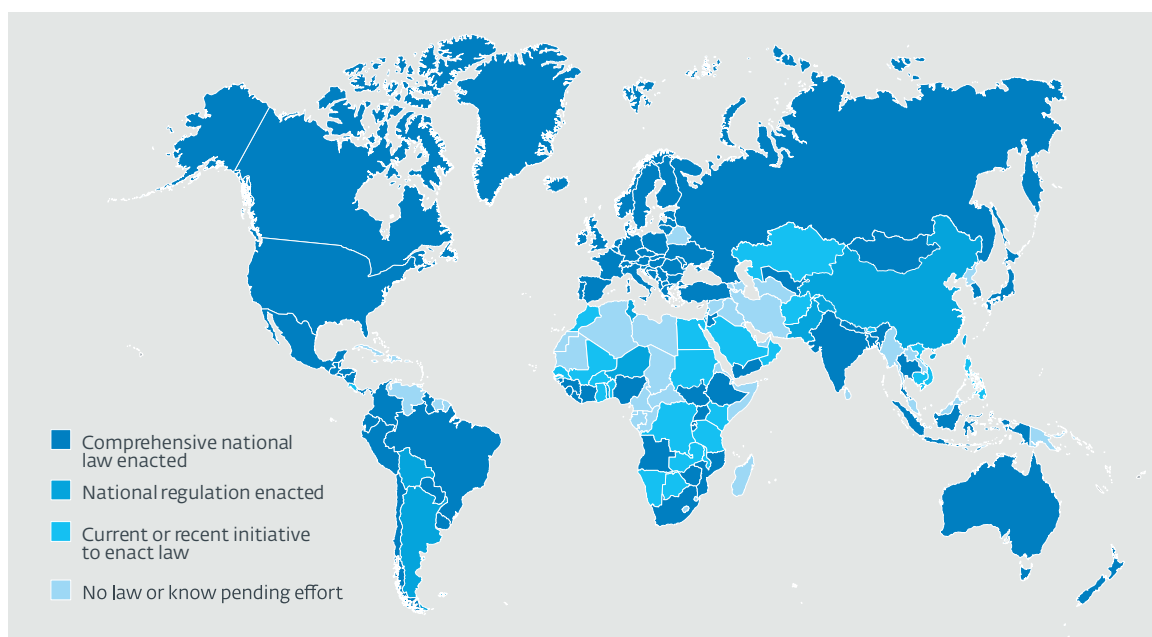 Comprehensive national
law enacted
National regulation enacted
Current or recent initiative
to enact law
No law or know pending effort